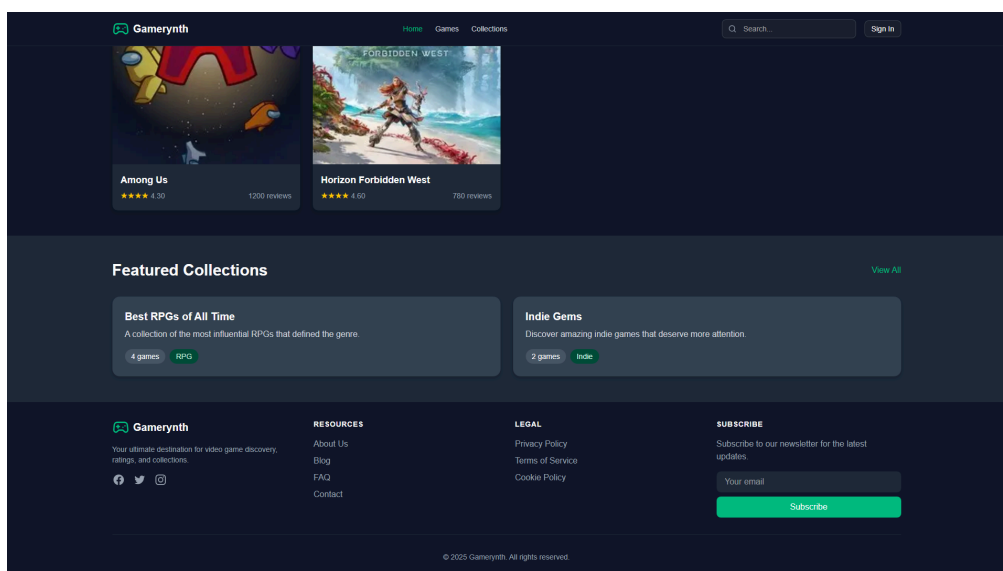 Gamerynth
Home Games Collections
Search...
Sign In
FORBIDDEN WEST
Among Us
★★★★ 4.30 1200 reviews
Horizon Forbidden West
★★★★ 4.60 780 reviews
Featured Collections
View All
Best RPGs of All Time
A collection of the most influential RPGs that defined the genre.
4 games RPG
Indie Gems
Discover amazing indie games that deserve more attention.
2 games Indie
Gamerynth
Your ultimate destination for video game discovery,
ratings, and collections.
RESOURCES
About Us
Blog
FAQ
Contact
LEGAL
Privacy Policy
Terms of Service
Cookie Policy
SUBSCRIBE
Subscribe to our newsletter for the latest
updates.
Your email
Subscribe
© 2025 Gamerynth. All rights reserved.